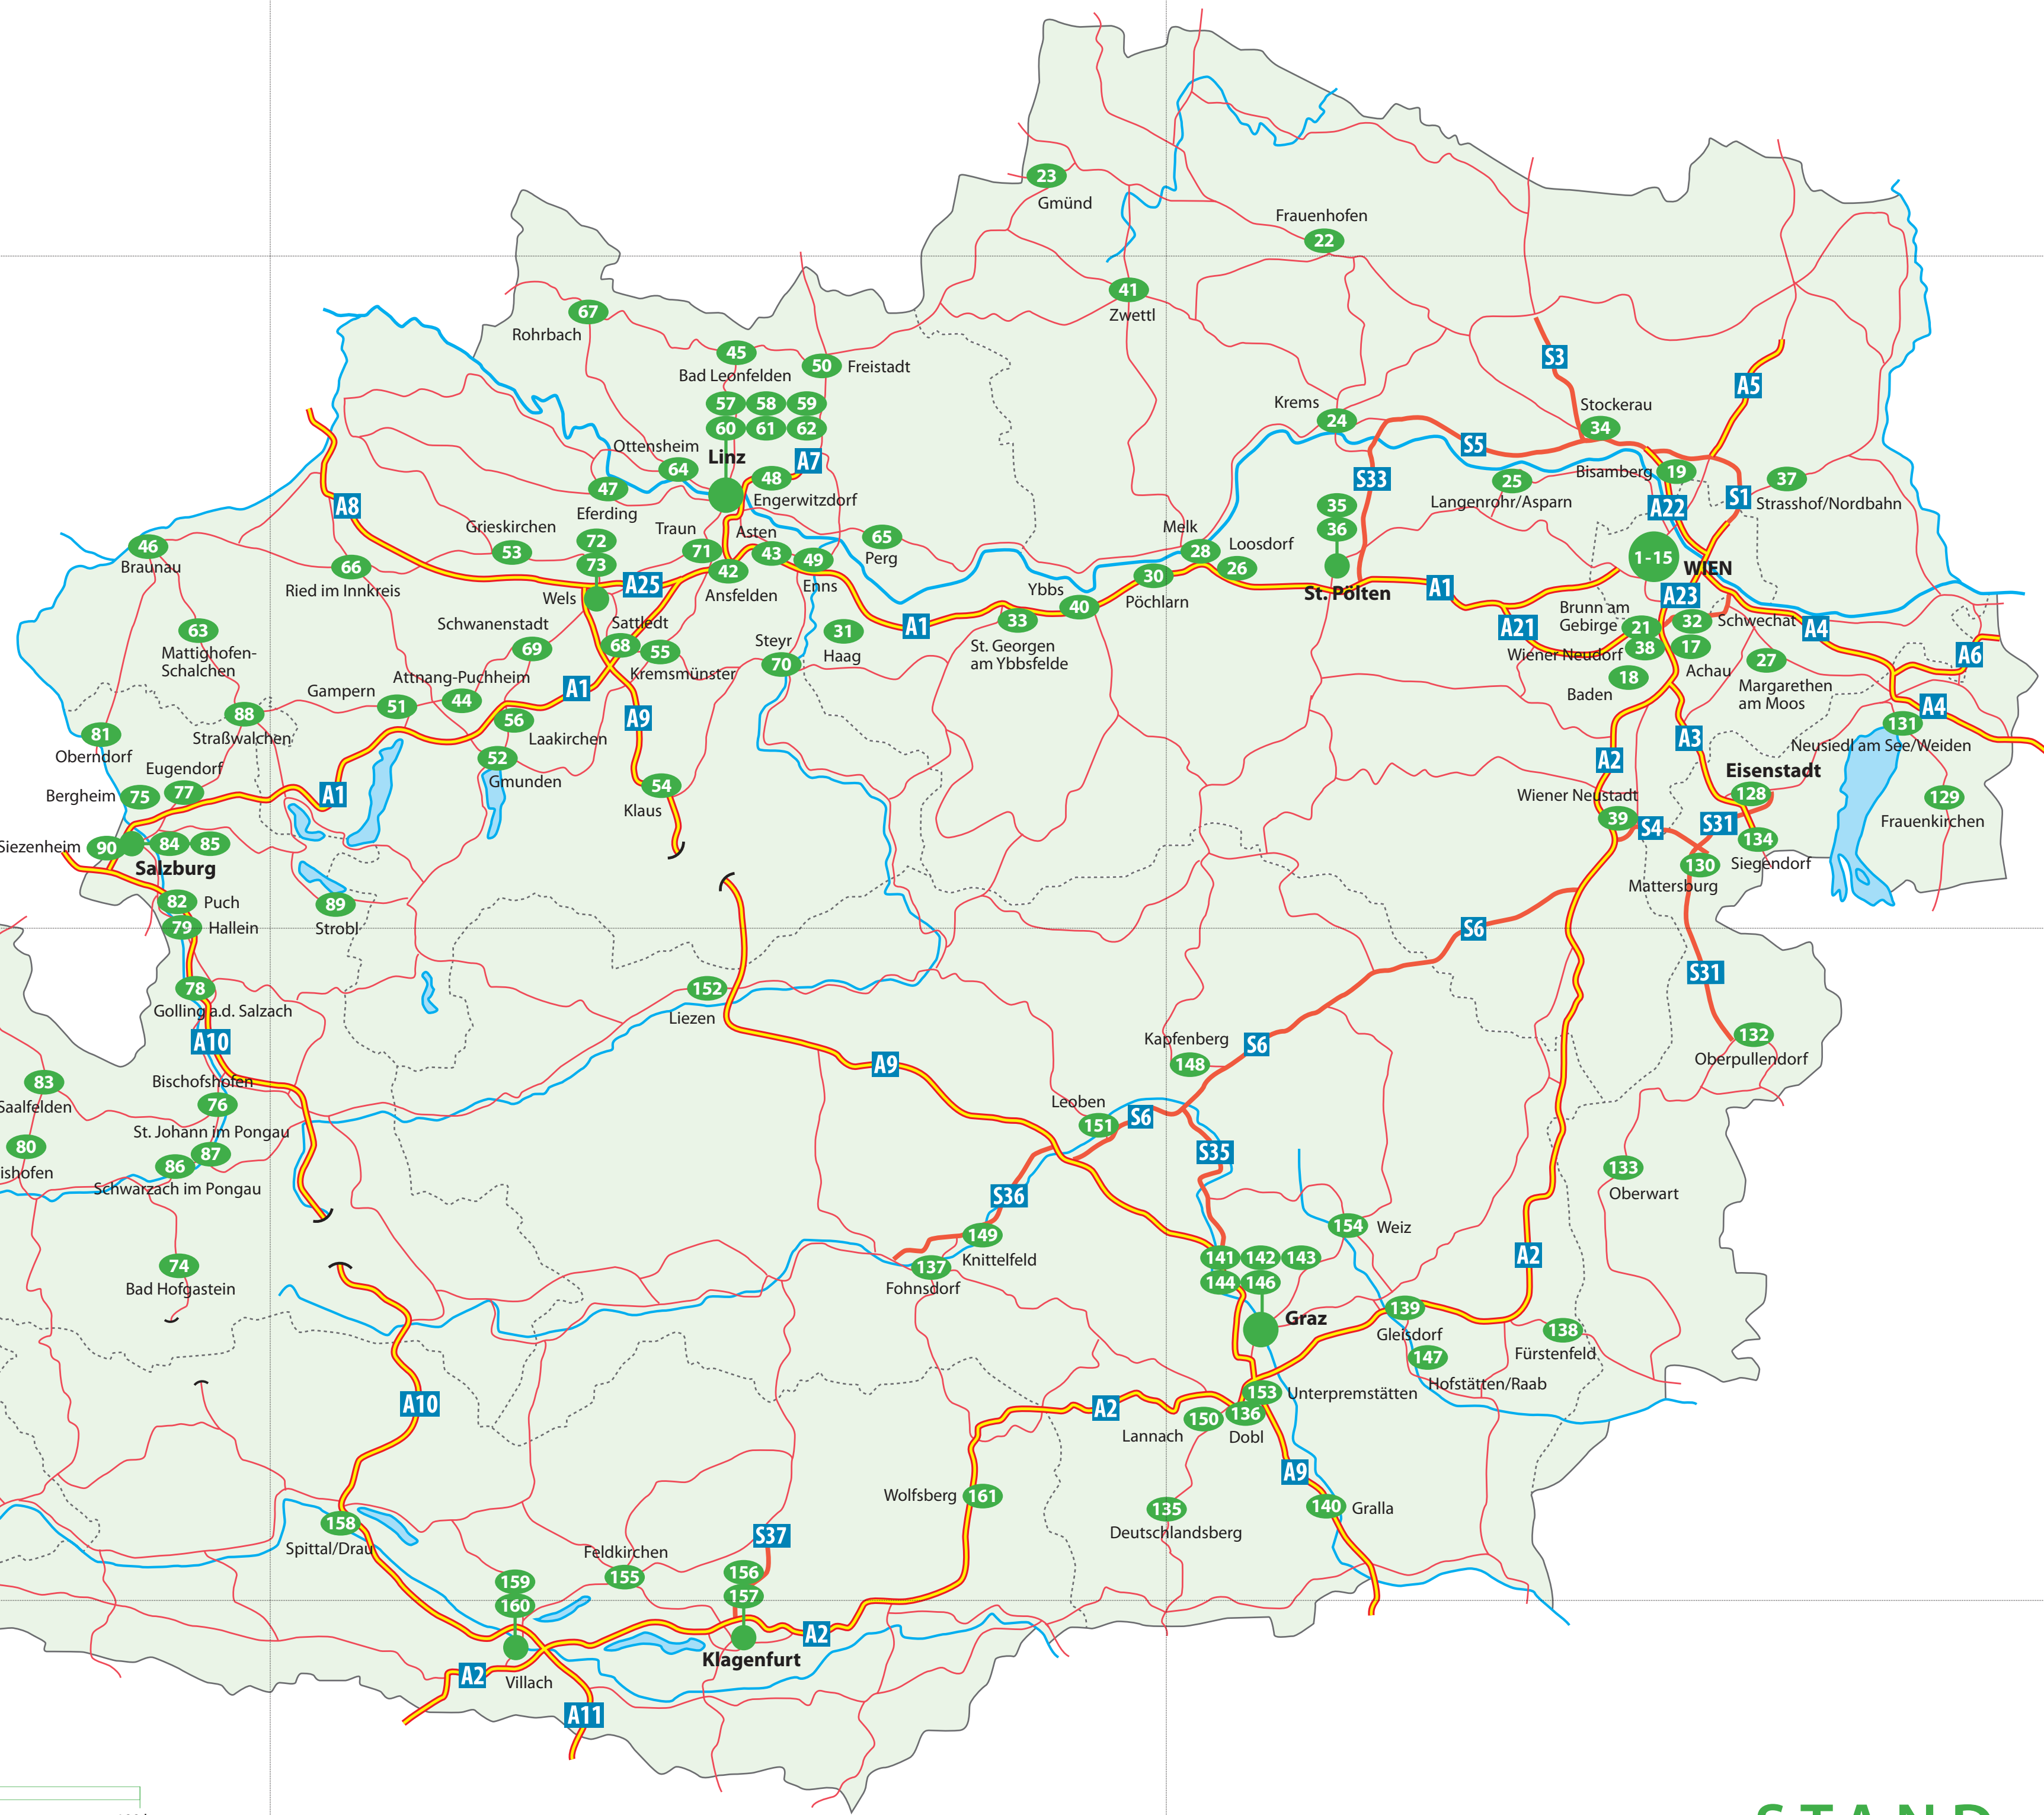 23
Gmünd
Frauenhofen
22
41
Zwettl
67
Rohrbach
45
Bad Leonfelden
50
Freistadt
57 58 59
60 61 62
Linz
A7
Ottensheim
64
48
Engerwitzdorf
47
Eferding
A8
S3
A5
Krems
24
Stockerau
34
S5
S33
Bisamberg
19
37
Strasshof/Nordbahn
25
Langenrohr/Asparn
A22
S1
35
36
St. Pölten
Melk
28
Loosdorf
26
1-15
WIEN
Grieskirchen
53
72
73
Wels
Traun
71
Asten
43
42
Ansfelden
49
Enns
65
Perg
A25
46
Braunau
66
Ried im Innkreis
30
Pöchlarn
Ybbs
40
A1
A1
33
St. Georgen
am Ybbsfelde
A23
Brunn am
Gebirge
21
32
Schwechat
A4
A21
38
Wiener Neudorf
17
Achau
27
Margarethen
am Moos
A6
18
Baden
63
Mattighofen-
Schalchen
Schwanenstadt
69
Sattledt
68
55
Kremsmünster
Steyr
70
31
Haag
Attnang-Puchheim
44
Gampern
51
A1
56
Laakirchen
A9
88
Straßwalchen
81
Oberndorf
52
Gmunden
A4
131
Neusiedl am See/Weiden
A3
A2
Eisenstadt
128
Eugendorf
77
Bergheim
75
A1
54
Klaus
Wiener Neustadt
39
S4
S31
134
Siegendorf
129
Frauenkirchen
Siezenheim
90
84
85
Salzburg
130
Mattersburg
82
Puch
79
Hallein
89
Strobl
S6
S31
78
Golling a.d. Salzach
152
Liezen
A10
132
Oberpullendorf
Kapfenberg
148
S6
A9
83
Saalfelden
Bischofshofen
76
Leoben
151
S6
St. Johann im Pongau
87
80
ishofen
86
Schwarzach im Pongau
S35
133
Oberwart
S36
149
Knittelfeld
154
Weiz
74
Bad Hofgastein
137
Fohnsdorf
141 142 143
144 146
Graz
A2
139
Gleisdorf
138
Fürstenfeld
147
Hofstätten/Raab
A10
A2
153
Unterpremstätten
150
Lannach
136
Dobl
A9
Wolfsberg
161
135
Deutschlandsberg
140
Gralla
158
Spittal/Drau
S37
Feldkirchen
155
156
157
Klagenfurt
159
160
Villach
A2
A2
A11
STAND